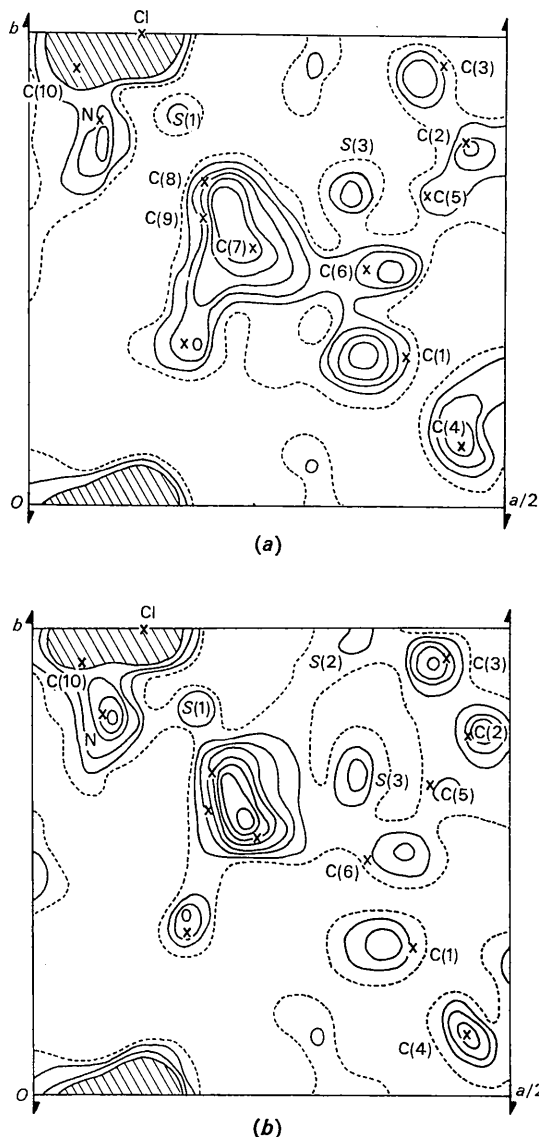 Cl
b
C(3)
C(10)
N
S(1)
C(2)
S(3)
C(8)
C(5)
C(9)
C(7)
C(6)
O
C(1)
C(4)
O
a/2
(a)
Cl
b
S(2)
C(3)
C(10)
S(1)
N
C(2)
S(3)
C(5)
C(6)
C(1)
C(4)
O
a/2
(b)